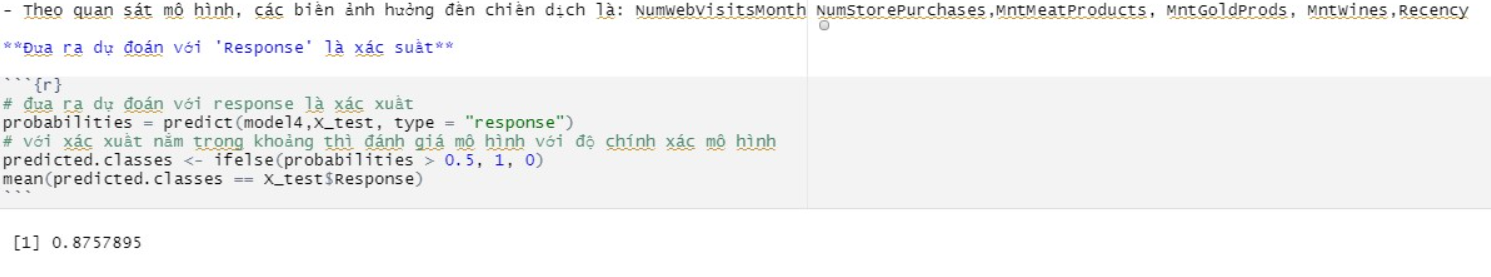 - Theo quan sát mô hình, các biến ảnh hưởng đến chiến dịch là: NumWebVisitsMonth NumStorePurchases,MntMeatProducts, MntGoldProds, MntWines,Recency
**Đưa ra dự đoán với 'Response' là xác suất**
```{r}
# đưa ra dự đoán với response là xác xuất
probabilities = predict(model4,X_test, type = "response")
# với xác xuất nằm trong khoảng thì đánh giá mô hình với độ chính xác mô hình
predicted.classes <- ifelse(probabilities > 0.5, 1, 0)
mean(predicted.classes == X_test$Response)
```
[1] 0.8757895